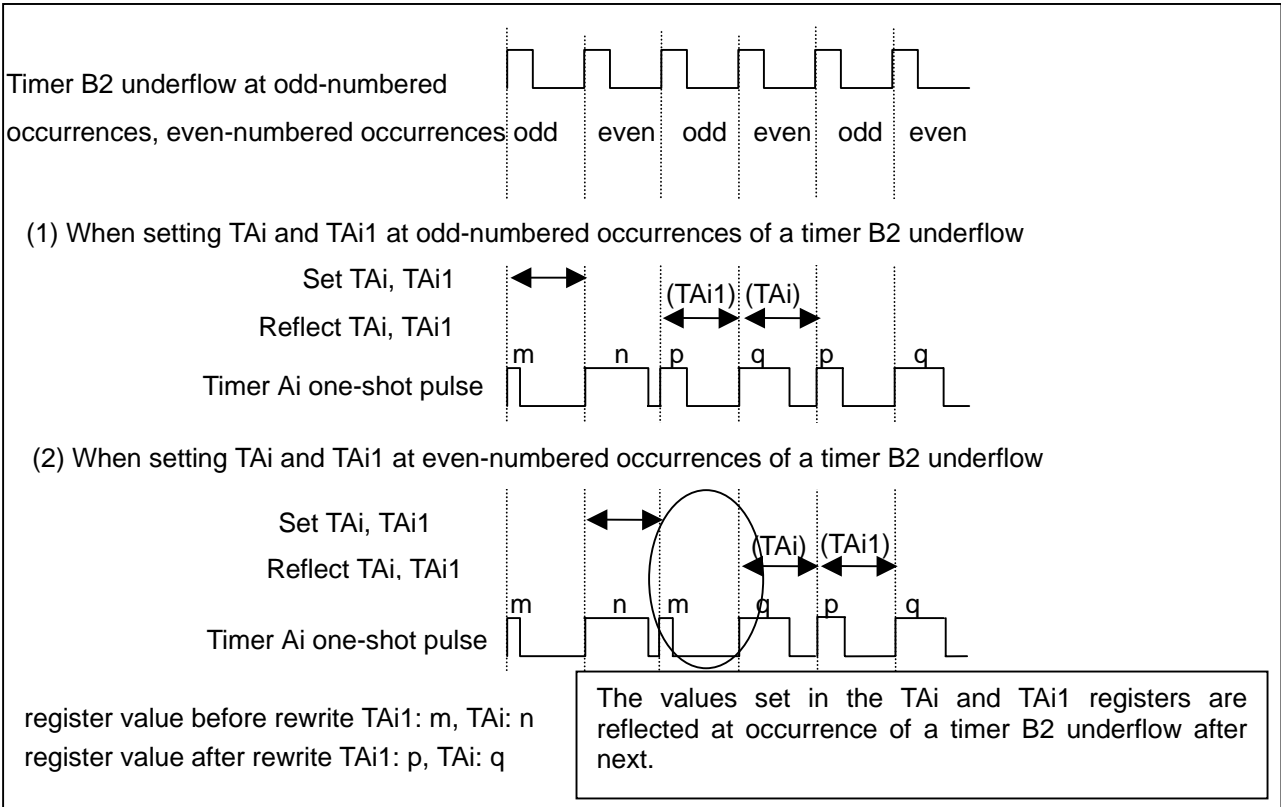 Timer B2 underflow at odd-numbered
occurrences, even-numbered occurrences odd even odd even odd even
(1) When setting TAi and TAi1 at odd-numbered occurrences of a timer B2 underflow
Set TAi, TAi1
(TAi1) (TAi)
Reflect TAi, TAi1
m n p q p q
Timer Ai one-shot pulse
(2) When setting TAi and TAi1 at even-numbered occurrences of a timer B2 underflow
Set TAi, TAi1
(TAi) (TAi1)
Reflect TAi, TAi1
m n m q p q
Timer Ai one-shot pulse
register value before rewrite TAi1: m, TAi: n
register value after rewrite TAi1: p, TAi: q
The values set in the TAi and TAi1 registers are
reflected at occurrence of a timer B2 underflow after
next.